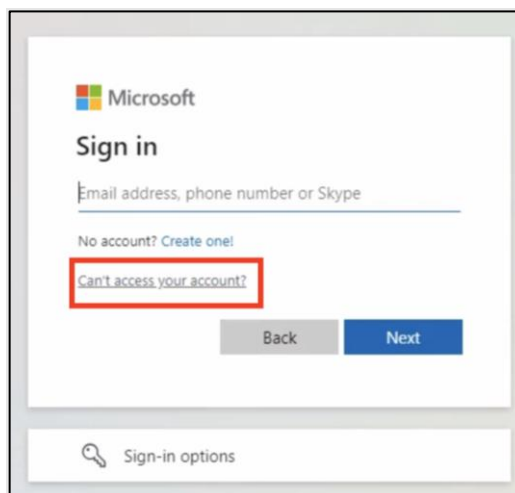 Microsoft
Sign in
Email address, phone number or Skype
No account? Create one!
Can't access your account?
Back Next
Sign-in options